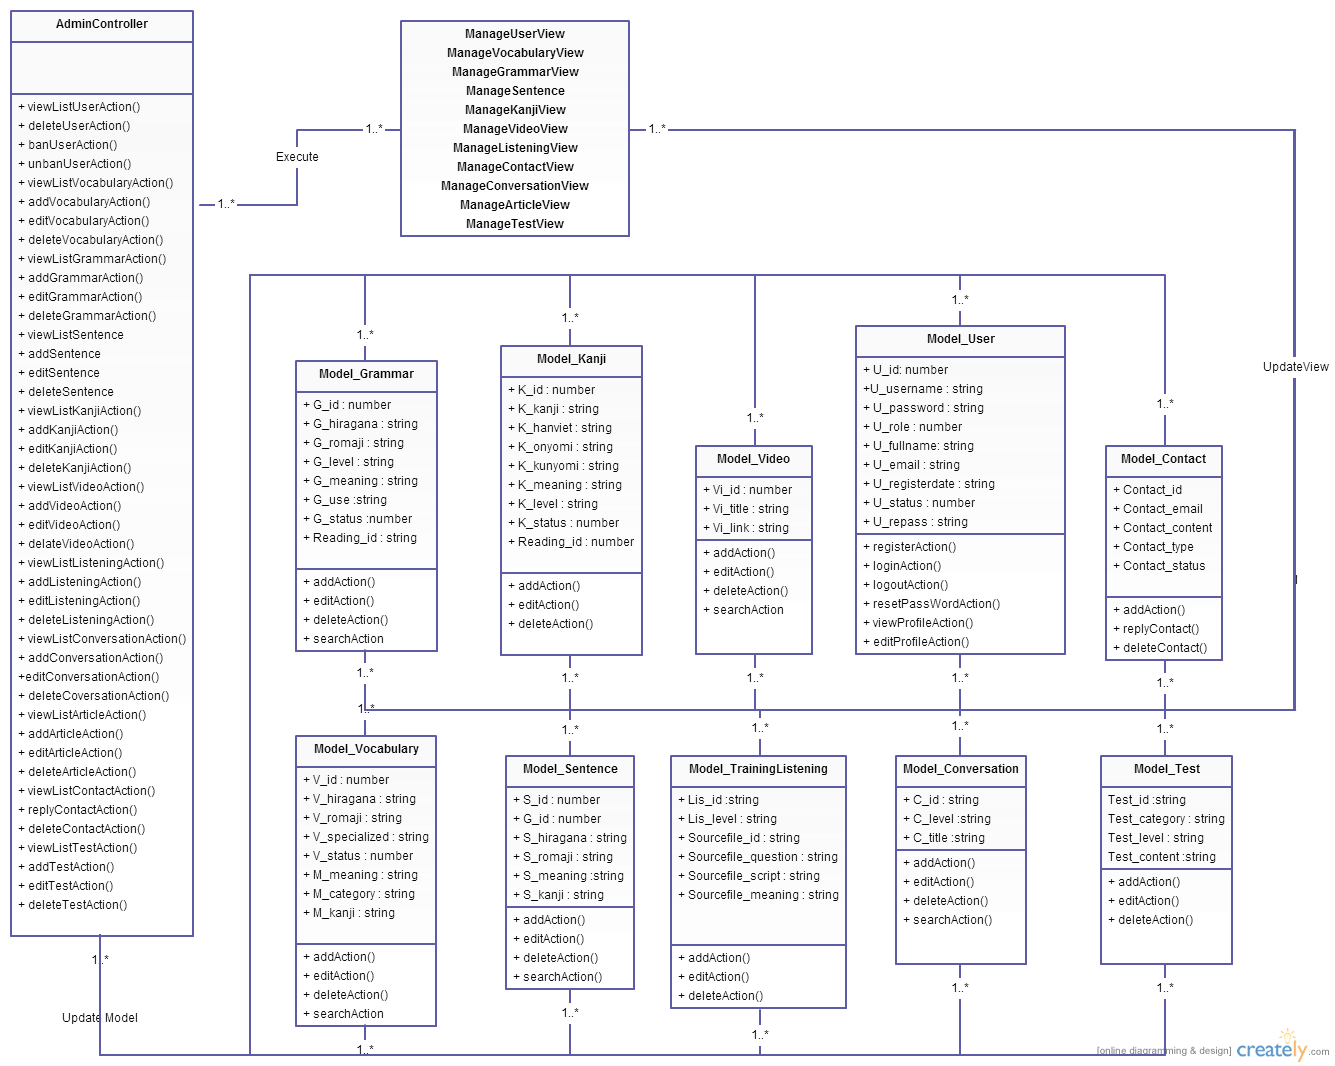 AdminController
+ viewListUserAction()
+ deleteUserAction()
+ banUserAction()
+ unbanUserAction()
+ viewListVocabularyAction()
+ addVocabularyAction()
+ editVocabularyAction()
+ deleteVocabularyAction()
+ viewListGrammarAction()
+ addGrammarAction()
+ editGrammarAction()
+ deleteGrammarAction()
+ viewListSentence
+ addSentence
+ editSentence
+ deleteSentence
+ viewListKanjiAction()
+ addKanjiAction()
+ editKanjiAction()
+ deleteKanjiAction()
+ viewListVideoAction()
+ addVideoAction()
+ editVideoAction()
+ delateVideoAction()
+ viewListListeningAction()
+ addListeningAction()
+ editListeningAction()
+ deleteListeningAction()
+ viewListConversationAction()
+ addConversationAction()
+editConversationAction()
+ deleteCoversationAction()
+ viewListArticleAction()
+ addArticleAction()
+ editArticleAction()
+ deleteArticleAction()
+ viewListContactAction()
+ replyContactAction()
+ deleteContactAction()
+ viewListTestAction()
+ addTestAction()
+ editTestAction()
+ deleteTestAction()
1..*
Update Model
1..*
Execute
1..*
ManageUserView
ManageVocabularyView
ManageGrammarView
ManageSentence
ManageKanjiView
ManageVideoView
ManageListeningView
ManageContactView
ManageConversationView
ManageArticleView
ManageTestView
1..*
UpdateView
1..*
Model_Grammar
+ G_id : number
+ G_hiragana : string
+ G_romaji : string
+ G_level : string
+ G_meaning : string
+ G_use :string
+ G_status :number
+ Reading_id : string
+ addAction()
+ editAction()
+ deleteAction()
+ searchAction
1..*
1..*
Model_Kanji
+ K_id : number
+ K_kanji : string
+ K_hanviet : string
+ K_onyomi : string
+ K_kunyomi : string
+ K_meaning : string
+ K_level : string
+ K_status : number
+ Reading_id : number
+ addAction()
+ editAction()
+ deleteAction()
1..*
1..*
Model_Video
+ Vi_id : number
+ Vi_title : string
+ Vi_link : string
+ addAction()
+ editAction()
+ deleteAction()
+ searchAction
1..*
1..*
Model_User
+ U_id: number
+U_username : string
+ U_password : string
+ U_role : number
+ U_fullname: string
+ U_email : string
+ U_registerdate : string
+ U_status : number
+ U_repass : string
+ registerAction()
+ loginAction()
+ logoutAction()
+ resetPassWordAction()
+ viewProfileAction()
+ editProfileAction()
1..*
1..*
Model_Contact
+ Contact_id
+ Contact_email
+ Contact_content
+ Contact_type
+ Contact_status
+ addAction()
+ replyContact()
+ deleteContact()
1..*
1..*
Model_Vocabulary
+ V_id : number
+ V_hiragana : string
+ V_romaji : string
+ V_specialized : string
+ V_status : number
+ M_meaning : string
+ M_category : string
+ M_kanji : string
+ addAction()
+ editAction()
+ deleteAction()
+ searchAction
1..*
1..*
Model_Sentence
+ S_id : number
+ G_id : number
+ S_hiragana : string
+ S_romaji : string
+ S_meaning :string
+ S_kanji : string
+ addAction()
+ editAction()
+ deleteAction()
+ searchAction()
1..*
1..*
Model_TrainingListening
+ Lis_id :string
+ Lis_level : string
+ Sourcefile_id : string
+ Sourcefile_question : string
+ Sourcefile_script : string
+ Sourcefile_meaning : string
+ addAction()
+ editAction()
+ deleteAction()
1..*
1..*
Model_Conversation
+ C_id : string
+ C_level :string
+ C_title :string
+ addAction()
+ editAction()
+ deleteAction()
+ searchAction()
1..*
1..*
Model_Test
Test_id :string
Test_category : string
Test_level : string
Test_content :string
+ addAction()
+ editAction()
+ deleteAction()
1..*
[online diagramming & design] creately.com